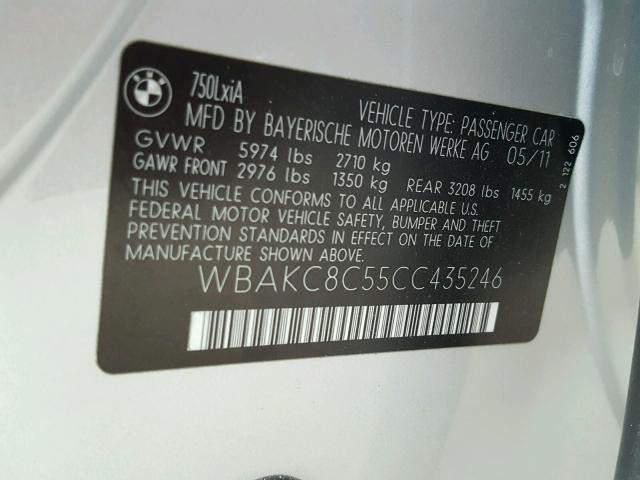 BMW
750LxiA
VEHICLE TYPE: PASSENGER CAR
MFD BY BAYERISCHE MOTOREN WERKE AG 05/11
GVWR 5974 lbs 2710 kg
GAWR FRONT 2976 lbs 1350 kg REAR 3208 lbs 1455 kg
THIS VEHICLE CONFORMS TO ALL APPLICABLE U.S.
FEDERAL MOTOR VEHICLE SAFETY, BUMPER AND THEFT
PREVENTION STANDARDS IN EFFECT ON THE DATE OF
MANUFACTURE SHOWN ABOVE.
WBAKC8C55CC435246
2 122 606